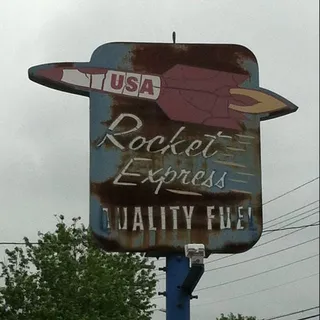 USA
Rocket
Express
QUALITY FUEL